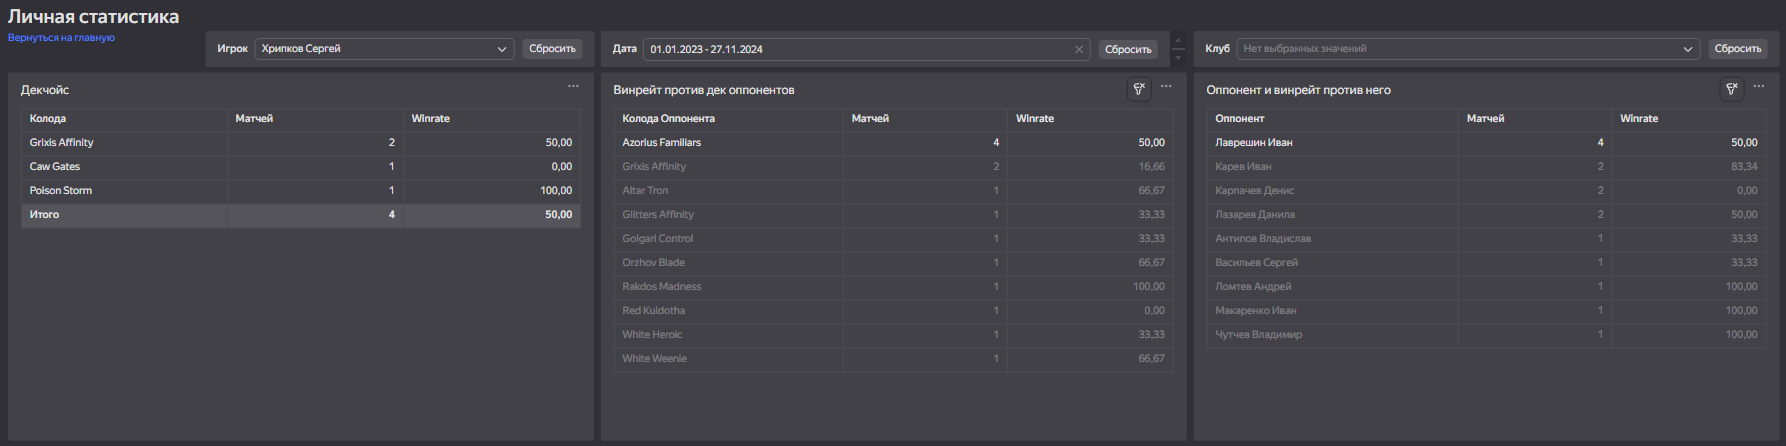 Личная статистика
Вернуться на главную
Игрок Хрипков Сергей Сбросить
Дата 01.01.2023 - 27.11.2024 Сбросить
Клуб Нет выбранных значений Сбросить
Декчойс
Колода Матчей Winrate
Grixis Affinity 2 50,00
Caw Gates 1 0,00
Poison Storm 1 100,00
Итого 4 50,00
Винрейт против дек оппонентов
Колода Оппонента Матчей Winrate
Azorius Familiars 4 50,00
Grixis Affinity 2 16,66
Altar Tron 1 66,67
Glitters Affinity 1 33,33
Golgari Control 1 33,33
Orzhov Blade 1 66,67
Rakdos Madness 1 100,00
Red Kuldotha 1 0,00
White Heroic 1 33,33
White Weenie 1 66,67
Оппонент и винрейт против него
Оппонент Матчей Winrate
Лаврешин Иван 4 50,00
Карев Иван 2 83,34
Карпачев Денис 2 0,00
Лазарев Данила 2 50,00
Антипов Владислав 1 33,33
Васильев Сергей 1 33,33
Ломтев Андрей 1 100,00
Макаренко Иван 1 100,00
Чутчев Владимир 1 100,00